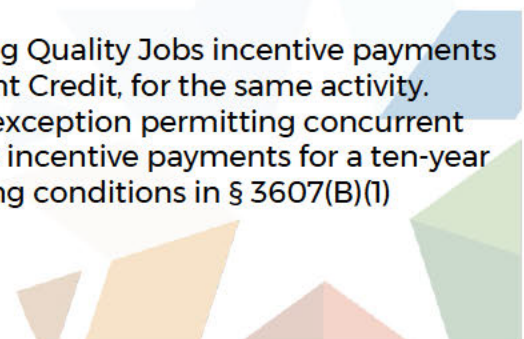 g Quality Jobs incentive payments
nt Credit, for the same activity.
exception permitting concurrent
incentive payments for a ten-year
ng conditions in § 3607(B)(1)